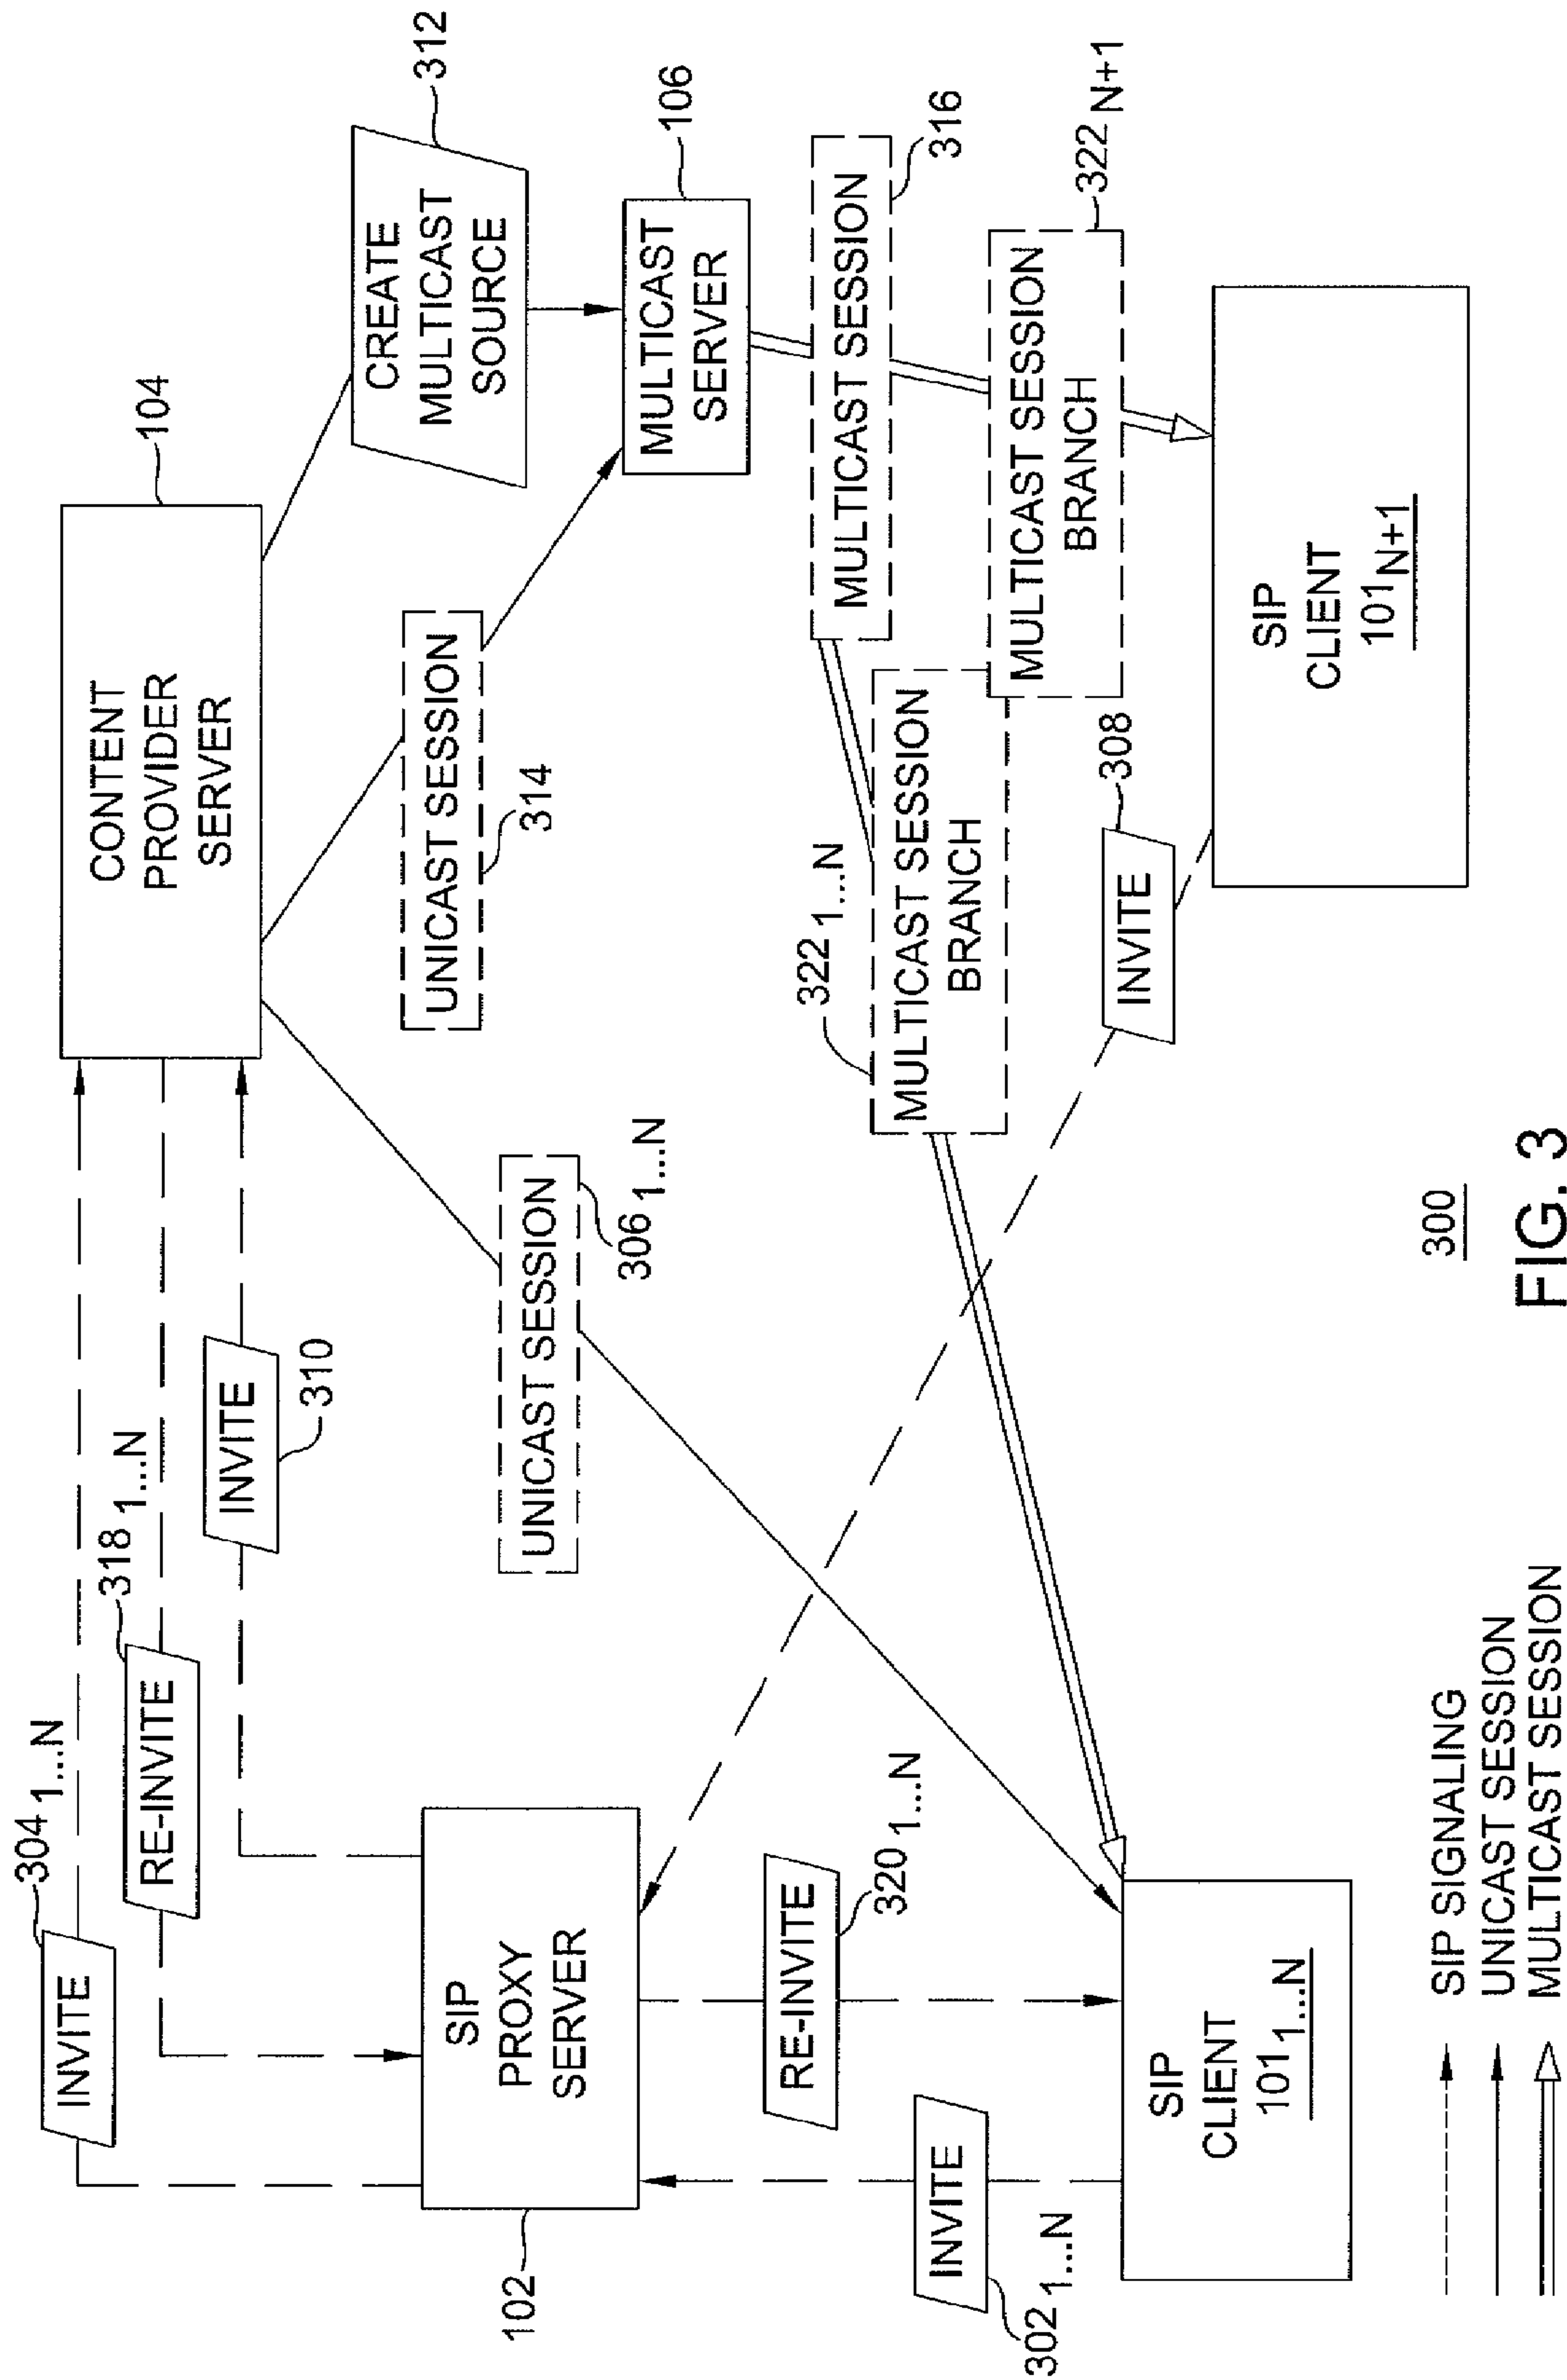 304 1...N
INVITE
318 1...N
RE-INVITE
INVITE
310
CONTENT
PROVIDER
SERVER
104
CREATE
MULTICAST
SOURCE
312
UNICAST SESSION
314
UNICAST SESSION
306 1...N
MULTICAST
SERVER
106
SIP
PROXY
SERVER
102
RE-INVITE
320 1...N
INVITE
302 1...N
MULTICAST SESSION
316
322 1...N
MULTICAST SESSION
BRANCH
MULTICAST SESSION
BRANCH
322 N+1
INVITE
308
SIP
CLIENT
101 1...N
SIP
CLIENT
101 N+1
SIP SIGNALING
UNICAST SESSION
MULTICAST SESSION
300
FIG. 3